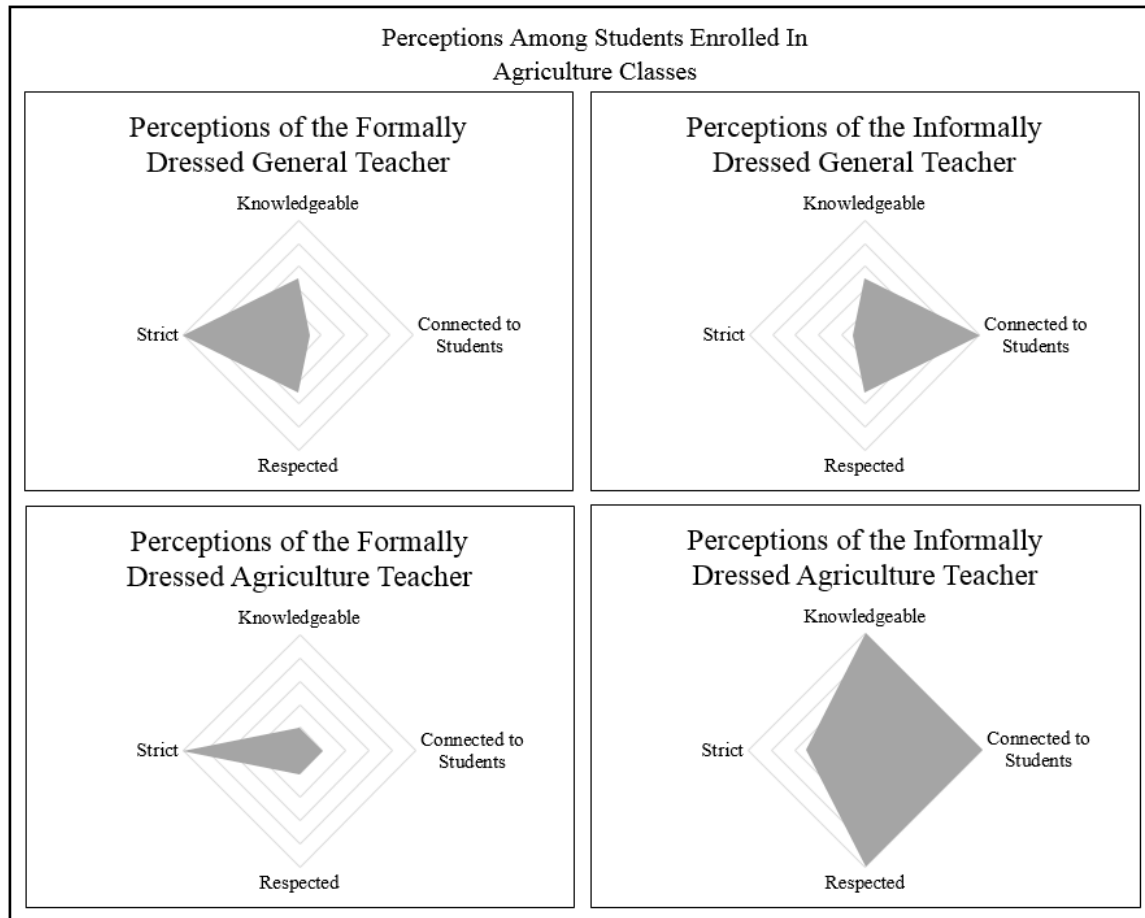 Perceptions Among Students Enrolled In
Agriculture Classes
Perceptions of the Formally
Dressed General Teacher
Knowledgeable
Strict
Connected to
Students
Respected
Perceptions of the Informally
Dressed General Teacher
Knowledgeable
Strict
Connected to
Students
Respected
Perceptions of the Formally
Dressed Agriculture Teacher
Knowledgeable
Strict
Connected to
Students
Respected
Perceptions of the Informally
Dressed Agriculture Teacher
Knowledgeable
Strict
Connected to
Students
Respected